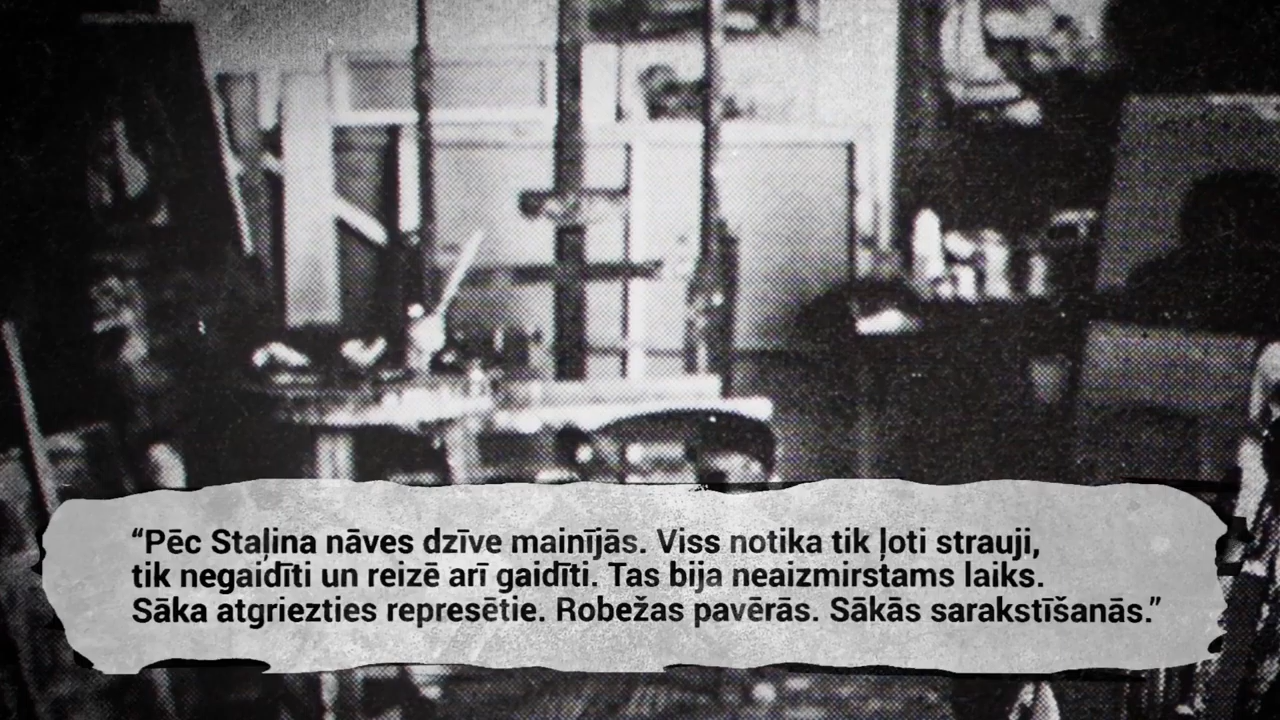 “Pēc Staļina nāves dzīve mainījās. Viss notika tik ļoti strauji,
tik negaidīti un reizē arī gaidīti. Tas bija neaizmirstams laiks.
Sāka atgriezties represētie. Robežas pavērās. Sākās sarakstīšanās.”